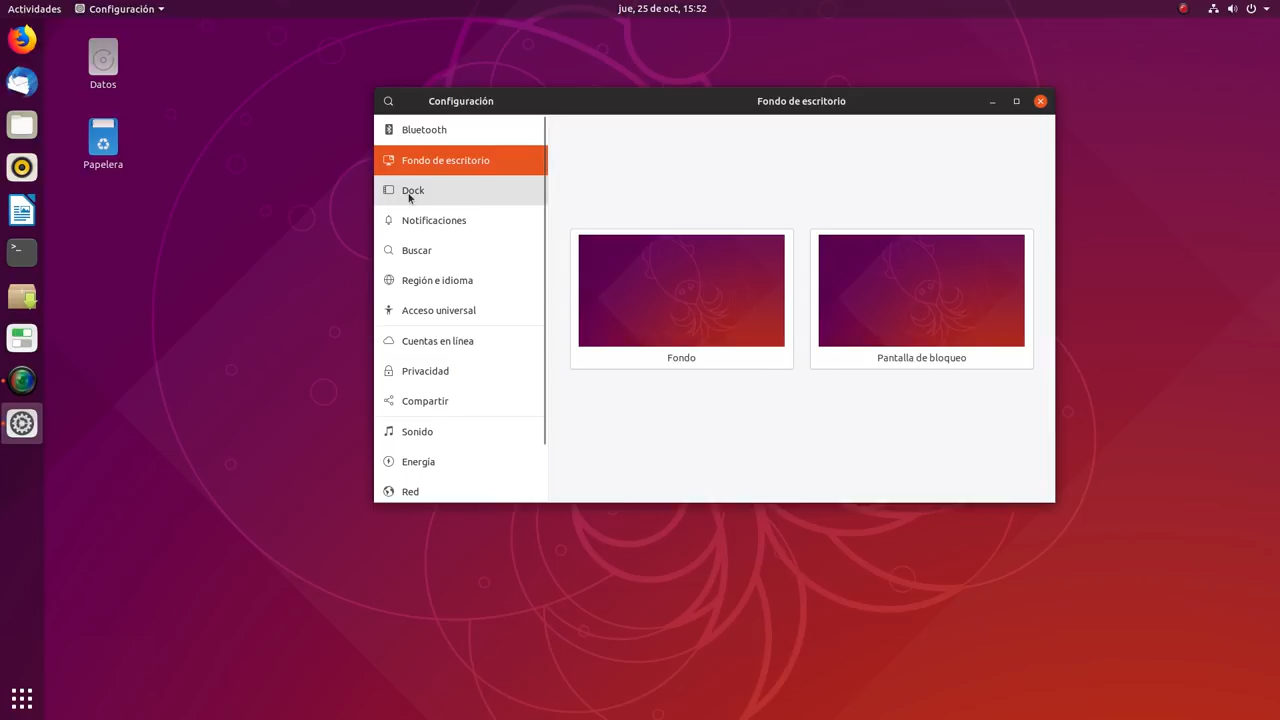 Actividades
Configuración
jue, 25 de oct, 15:52
Datos
Papelera
Configuración
Fondo de escritorio
Bluetooth
Fondo de escritorio
Dock
Notificaciones
Buscar
Región e idioma
Acceso universal
Cuentas en línea
Privacidad
Compartir
Sonido
Energía
Red
Fondo
Pantalla de bloqueo